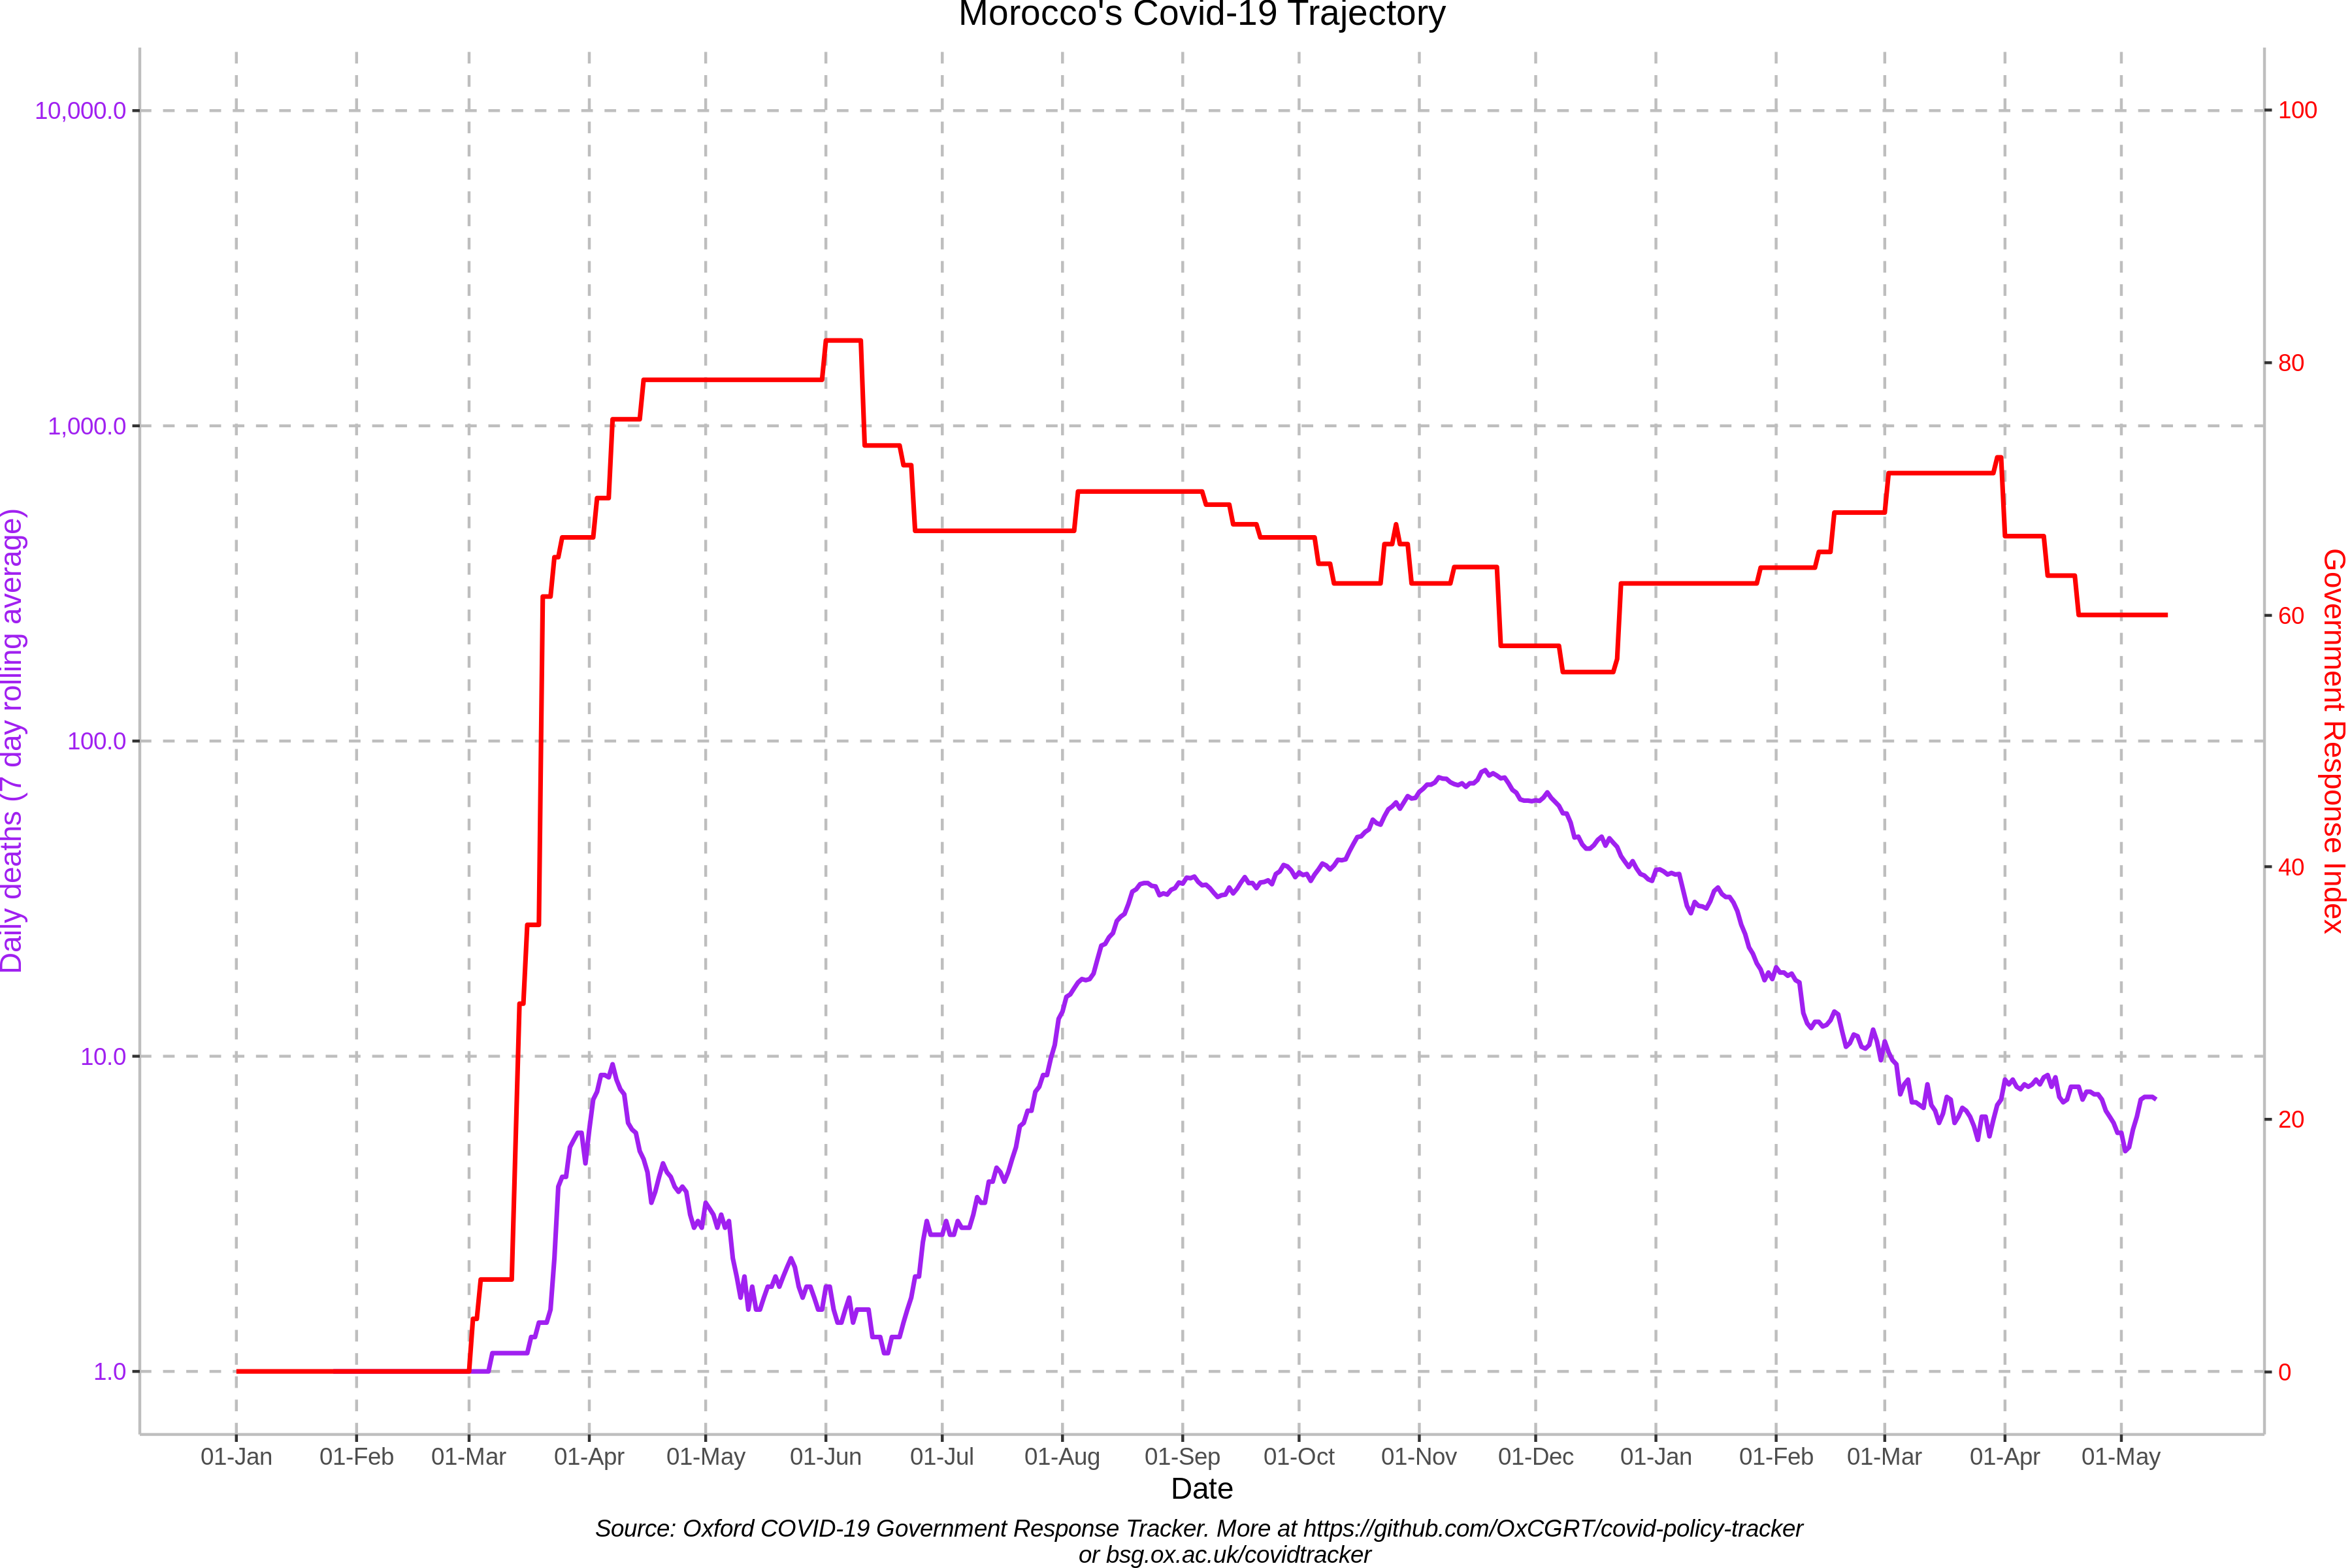 Morocco's Covid-19 Trajectory
Daily deaths (7 day rolling average)
10,000.0
1,000.0
100.0
10.0
1.0
100
80
60
40
20
0
Government Response Index
01-Jan 01-Feb 01-Mar 01-Apr 01-May 01-Jun 01-Jul 01-Aug 01-Sep 01-Oct 01-Nov 01-Dec 01-Jan 01-Feb 01-Mar 01-Apr 01-May
Date
Source: Oxford COVID-19 Government Response Tracker. More at https://github.com/OxCGRT/covid-policy-tracker
or bsg.ox.ac.uk/covidtracker